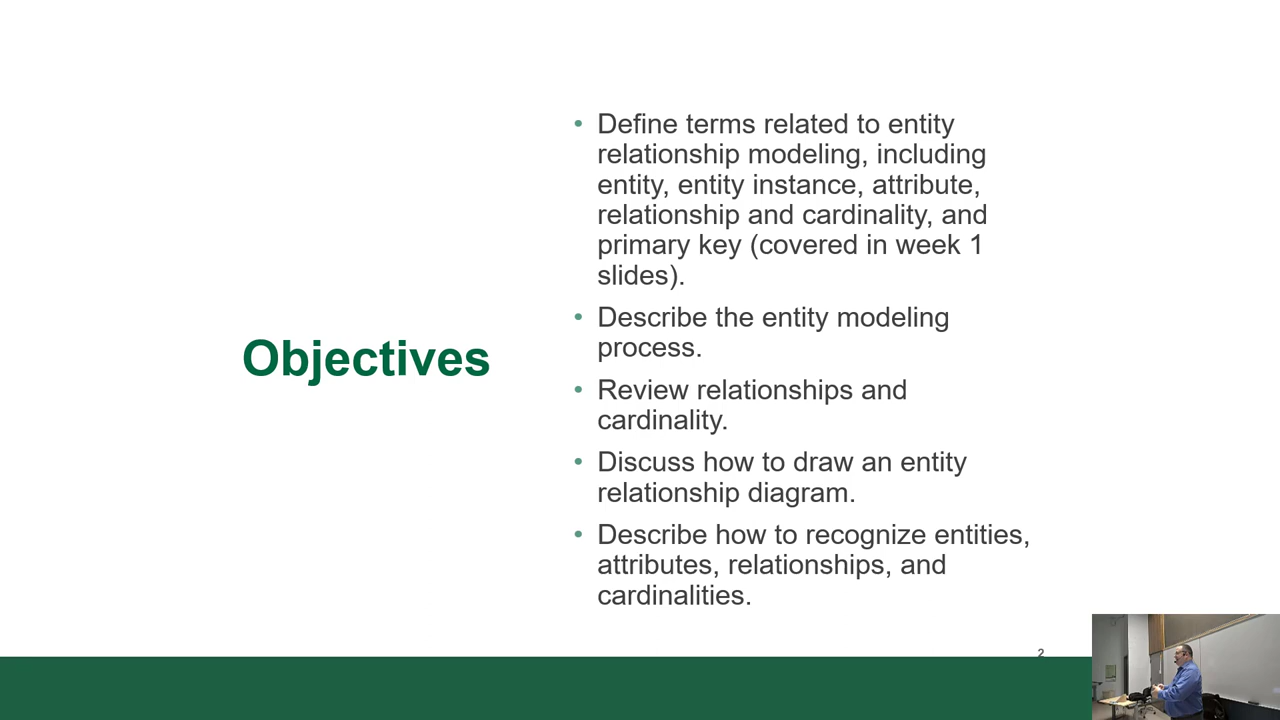 Objectives
• Define terms related to entity
relationship modeling, including
entity, entity instance, attribute,
relationship and cardinality, and
primary key (covered in week 1
slides).
• Describe the entity modeling
process.
• Review relationships and
cardinality.
• Discuss how to draw an entity
relationship diagram.
• Describe how to recognize entities,
attributes, relationships, and
cardinalities.
2